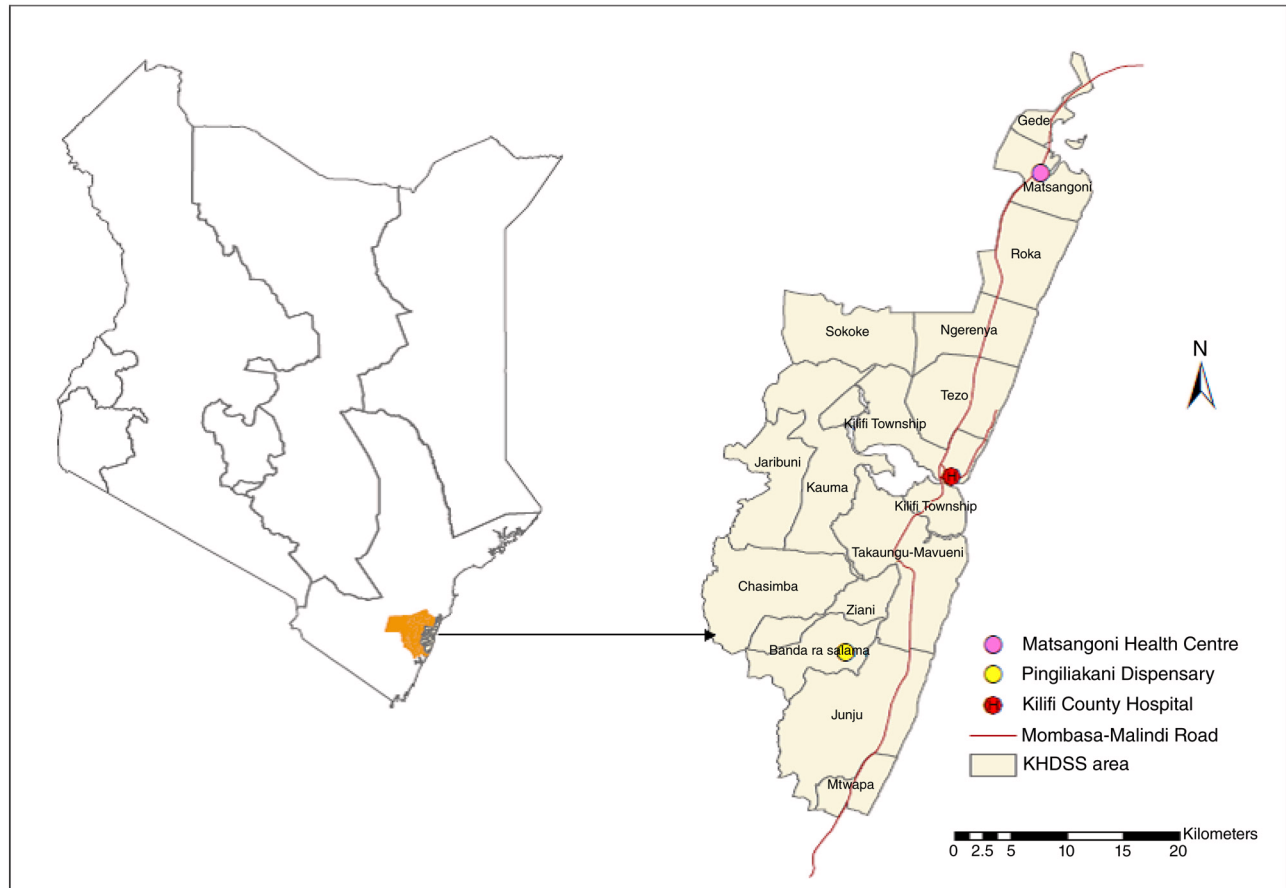 Gede
Matsangoni
Roka
Sokoke
Ngerenya
N
Tezo
Kilifi Township
Jaribuni
Kauma
H
Kilifi Township
Takaungu-Mavueni
Chasimba
Ziani
Banda ra salama
Junju
Mtwapa
Matsangoni Health Centre
Pingiliakani Dispensary
H Kilifi County Hospital
Mombasa-Malindi Road
KHDSS area
Kilometers
0 2.5 5 10 15 20